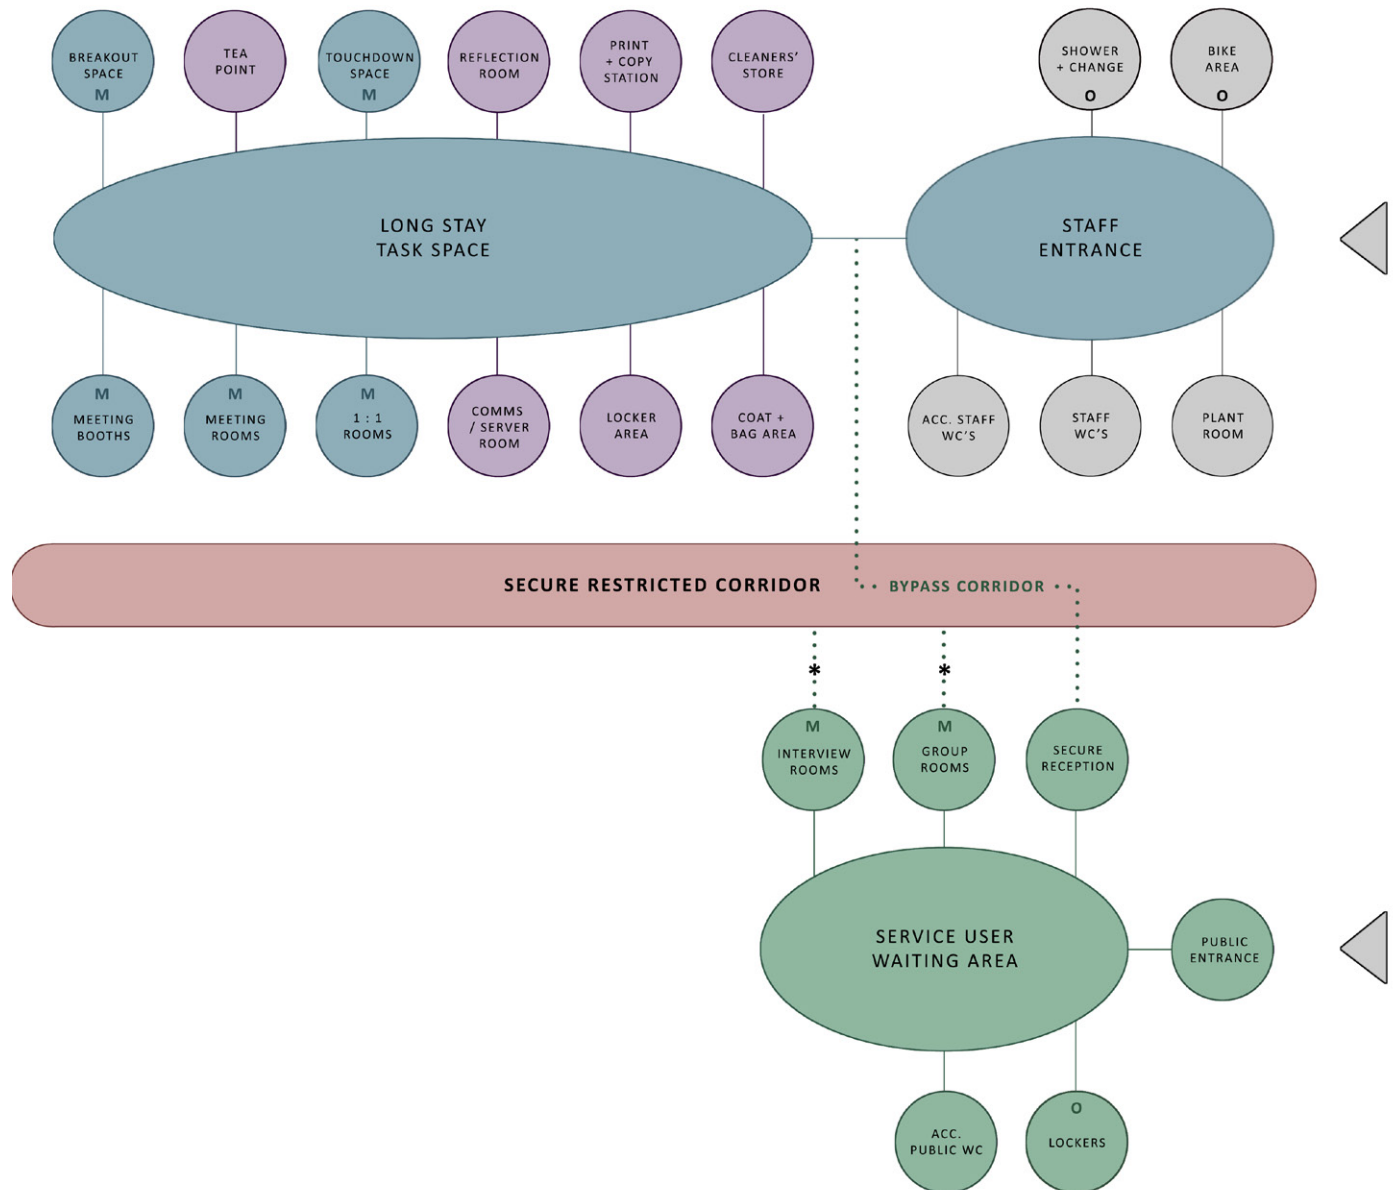 BREAKOUT
SPACE
M
TEA
POINT
TOUCHDOWN
SPACE
M
REFLECTION
ROOM
PRINT
+ COPY
STATION
CLEANERS'
STORE
SHOWER
+ CHANGE
O
BIKE
AREA
O
LONG STAY
TASK SPACE
STAFF
ENTRANCE
M
MEETING
BOOTHS
M
MEETING
ROOMS
M
1 : 1
ROOMS
COMMS
/ SERVER
ROOM
LOCKER
AREA
COAT +
BAG AREA
ACC. STAFF
WC'S
STAFF
WC'S
PLANT
ROOM
SECURE RESTRICTED CORRIDOR
BYPASS CORRIDOR
*
*
M
INTERVIEW
ROOMS
M
GROUP
ROOMS
SECURE
RECEPTION
SERVICE USER
WAITING AREA
PUBLIC
ENTRANCE
ACC.
PUBLIC WC
O
LOCKERS